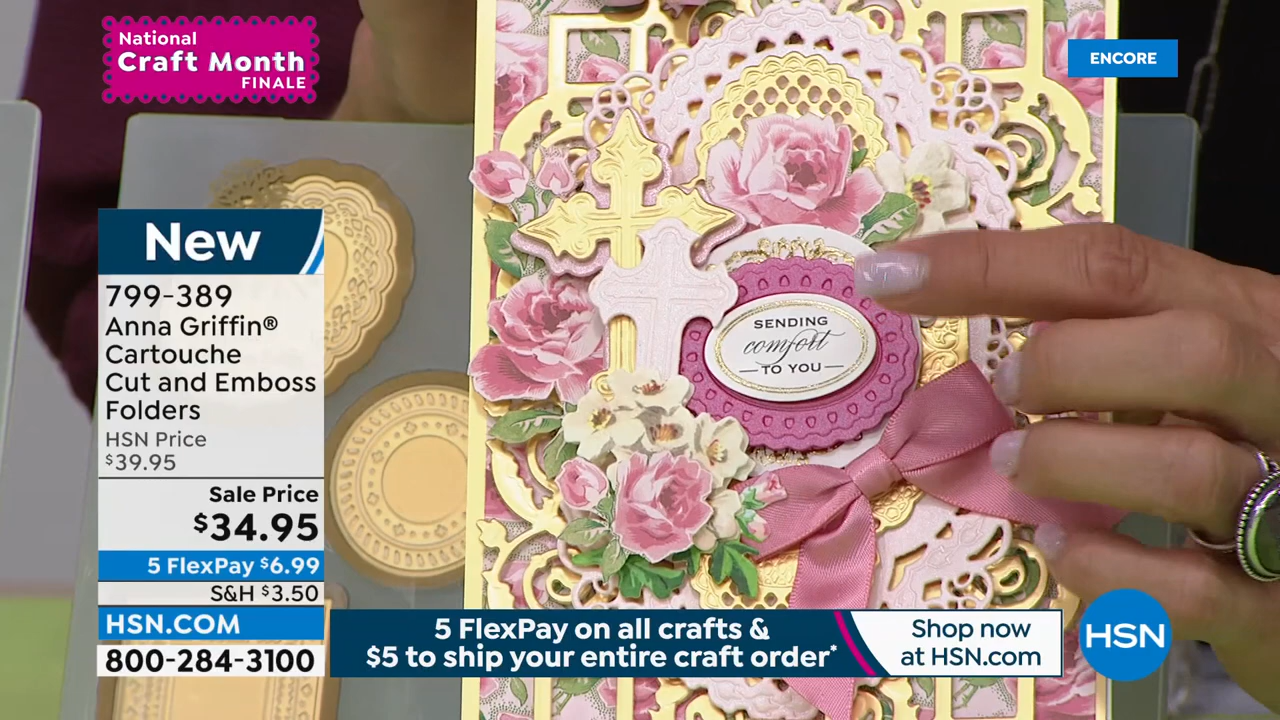 National
Craft Month
FINALE
ENCORE
New
799-389
Anna Griffin®
Cartouche
Cut and Emboss
Folders
HSN Price
$39.95
Sale Price
$34.95
5 FlexPay $6.99
S&H $3.50
HSN.COM
800-284-3100
SENDING
comfort
—TO YOU—
5 FlexPay on all crafts &
$5 to ship your entire craft order*
Shop now
at HSN.com
HSN